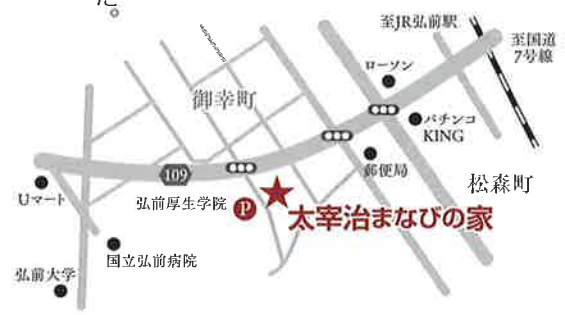 至JR弘前駅
至国道
7号線
ローソン
御幸町
パチンコ
KING
109
郵便局
松森町
Uマート
弘前厚生学院
P
太宰治まなびの家
国立弘前病院
弘前大学